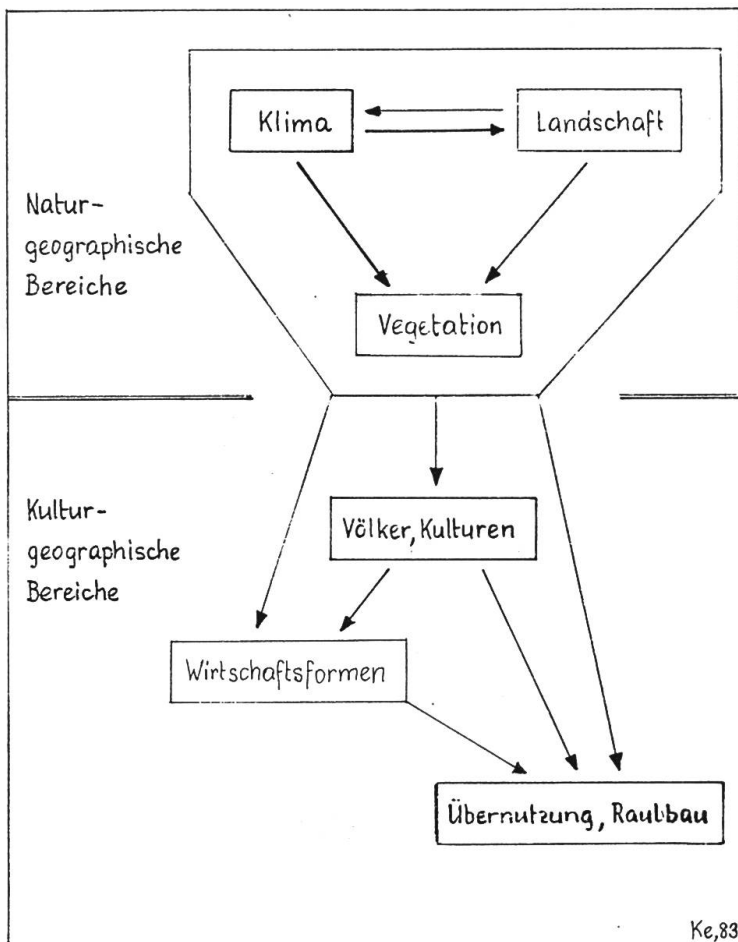 Klima
Landschaft
Natur-
geographische
Bereiche
Vegetation
Kultur-
geographische
Bereiche
Völker, Kulturen
Wirtschaftsformen
Übernutzung, Raubbau
Ke,83